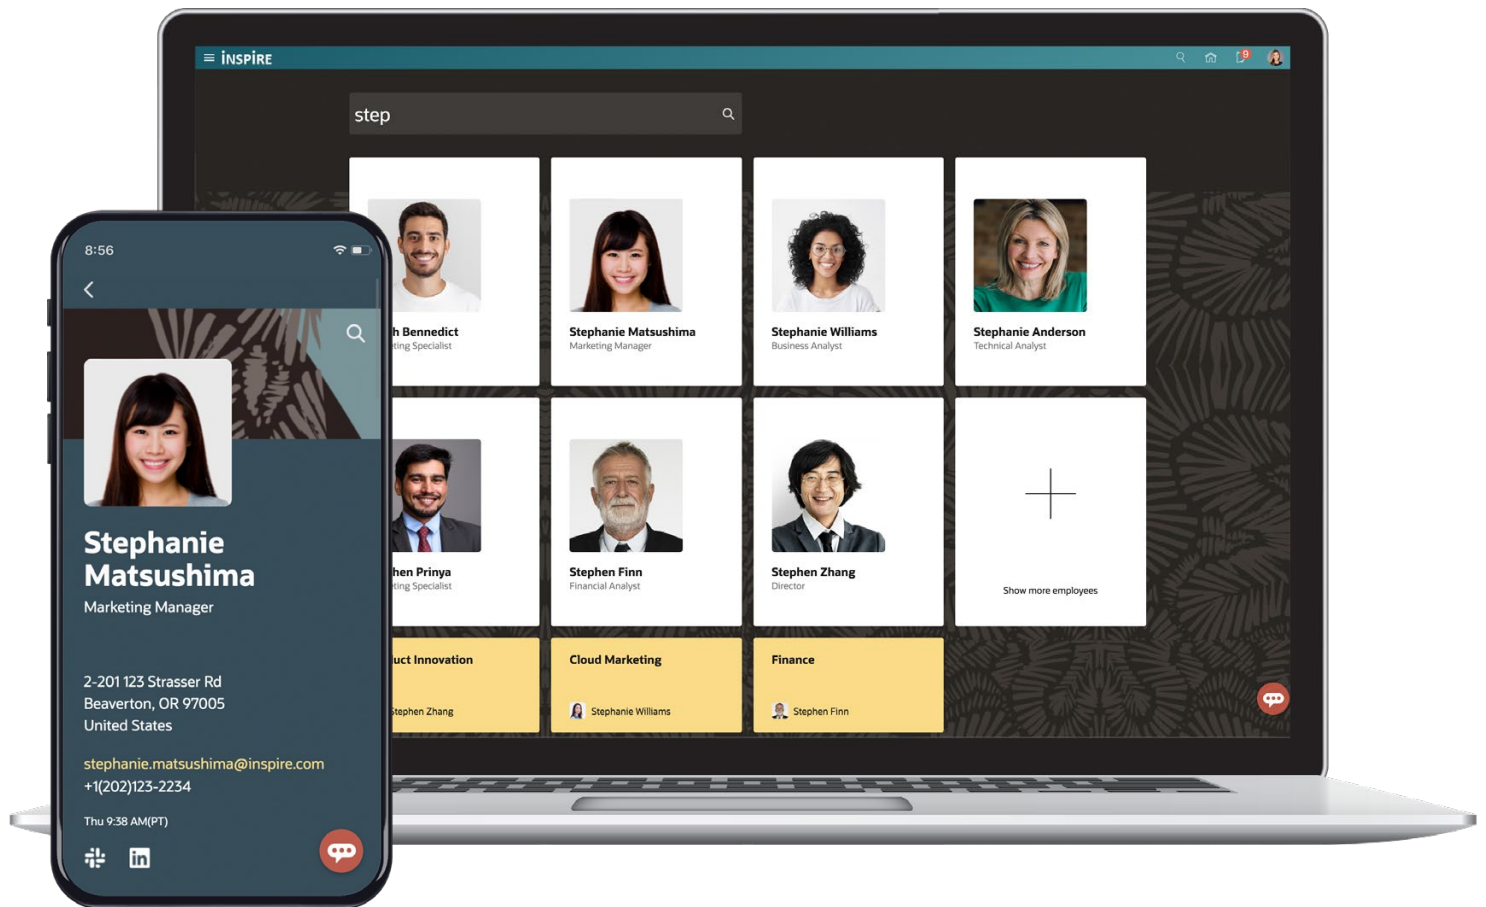 INSPIRE
9
step
h Bennedict
ting Specialist
Stephanie Matsushima
Marketing Manager
Stephanie Williams
Business Analyst
Stephanie Anderson
Technical Analyst
hen Prinya
ting Specialist
Stephen Finn
Financial Analyst
Stephen Zhang
Director
Show more employees
uct Innovation
Stephen Zhang
Cloud Marketing
Stephanie Williams
Finance
Stephen Finn
8:56
Stephanie
Matsushima
Marketing Manager
2-201 123 Strasser Rd
Beaverton, OR 97005
United States
stephanie.matsushima@inspire.com
+1(202)123-2234
Thu 9:38 AM(PT)
in